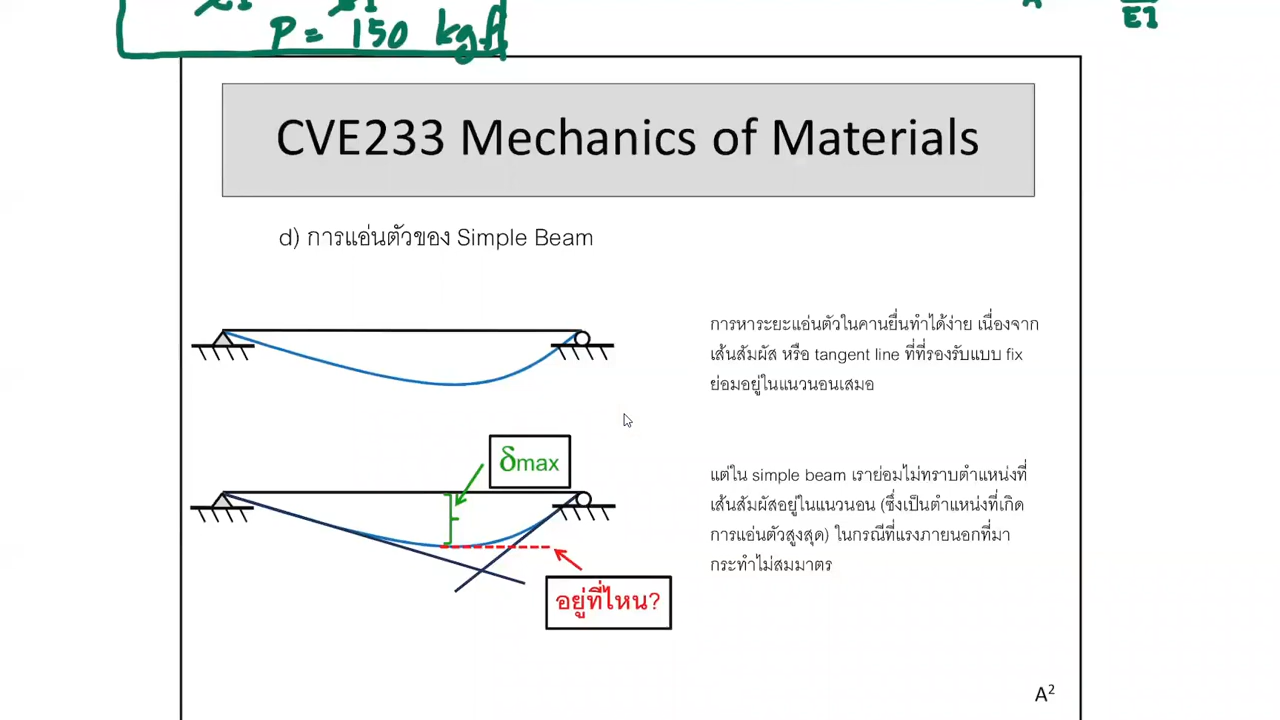 P = 150 kgf
EI
CVE233 Mechanics of Materials
d) การแอ่นตัวของ Simple Beam
การหาระยะแอ่นตัวในคานยื่นทำได้ง่าย เนื่องจาก
เส้นสัมผัส หรือ tangent line ที่ที่รองรับแบบ fix
ย่อมอยู่ในแนวนอนเสมอ
δmax
แต่ใน simple beam เราย่อมไม่ทราบตำแหน่งที่
เส้นสัมผัสอยู่ในแนวนอน (ซึ่งเป็นตำแหน่งที่เกิด
การแอ่นตัวสูงสุด) ในกรณีที่แรงภายนอกที่มา
กระทำไม่สมมาตร
อยู่ที่ไหน?
A²